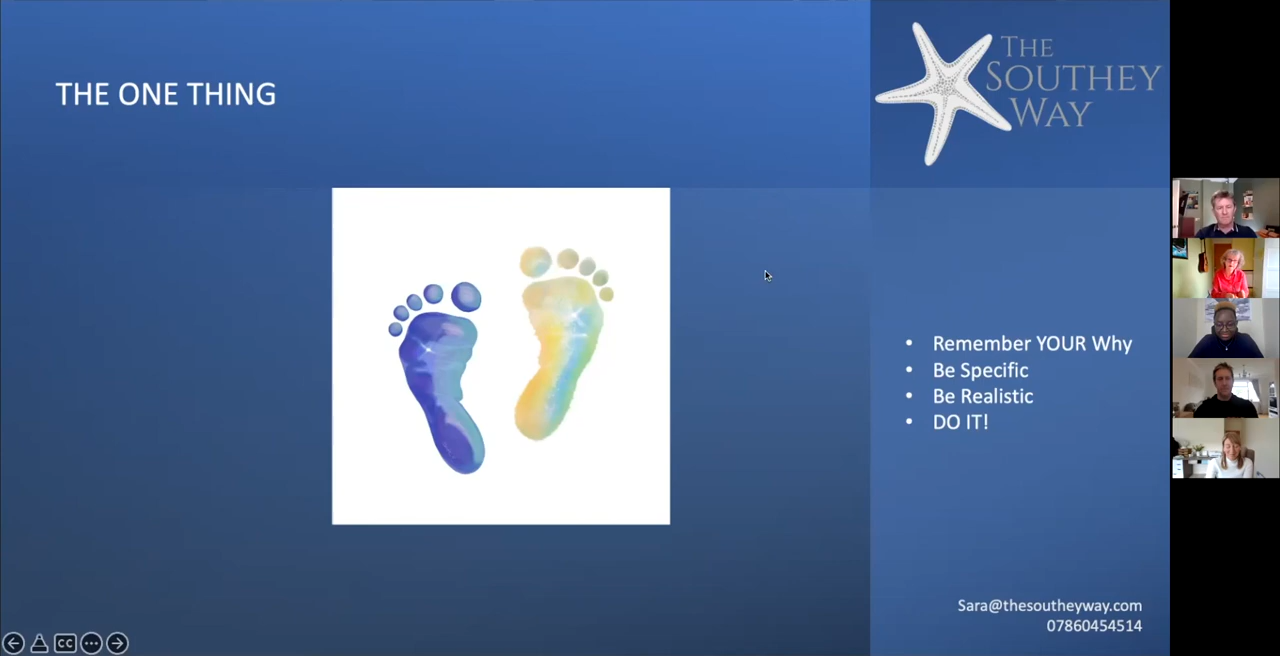 THE ONE THING
THE
SOUTHEY
WAY
• Remember YOUR Why
• Be Specific
• Be Realistic
• DO IT!
Sara@thesoutheyway.com
07860454514
CC